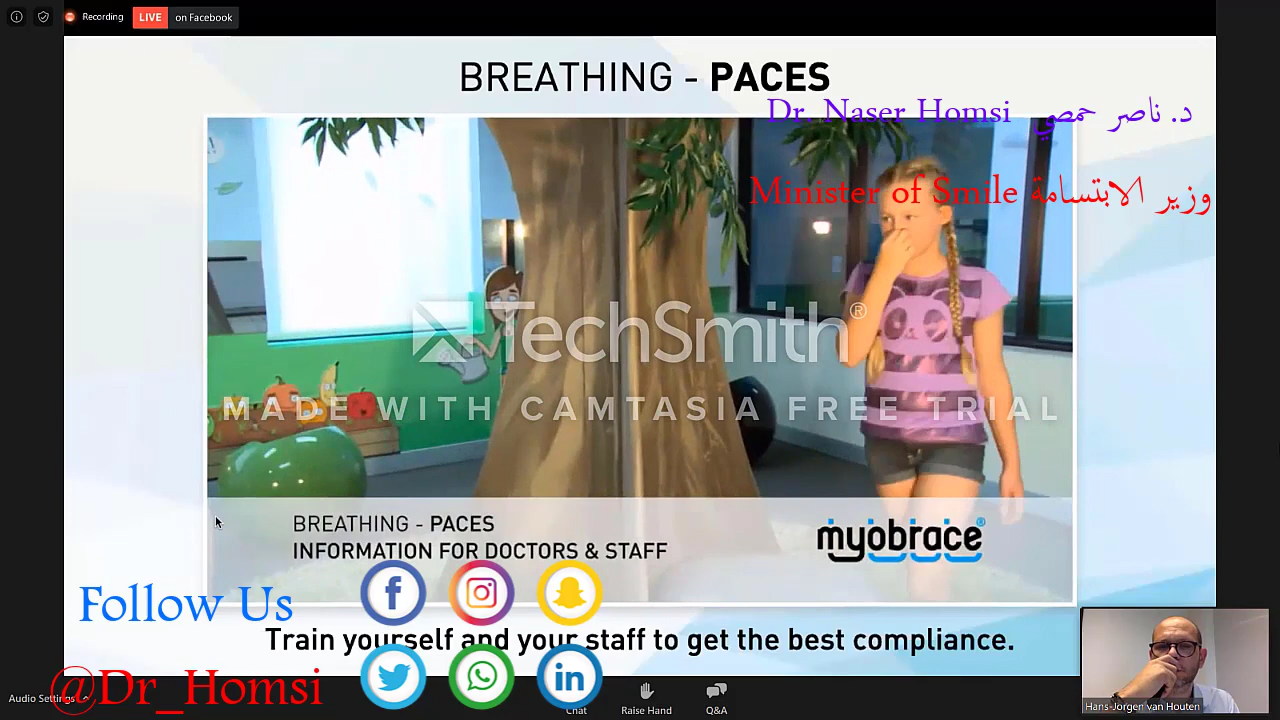 Recording
LIVE on Facebook
BREATHING - PACES
Dr. Naser Homsi د. ناصر حمصي
Minister of Smile وزير الابتسامة
TechSmith®
MADE WITH CAMTASIA FREE TRIAL
BREATHING - PACES
INFORMATION FOR DOCTORS & STAFF
myobrace®
Follow Us
Train yourself and your staff to get the best compliance.
@Dr_Homsi
Audio Settings
Chat
Raise Hand
Q&A
Hans-Jörgen van Houten